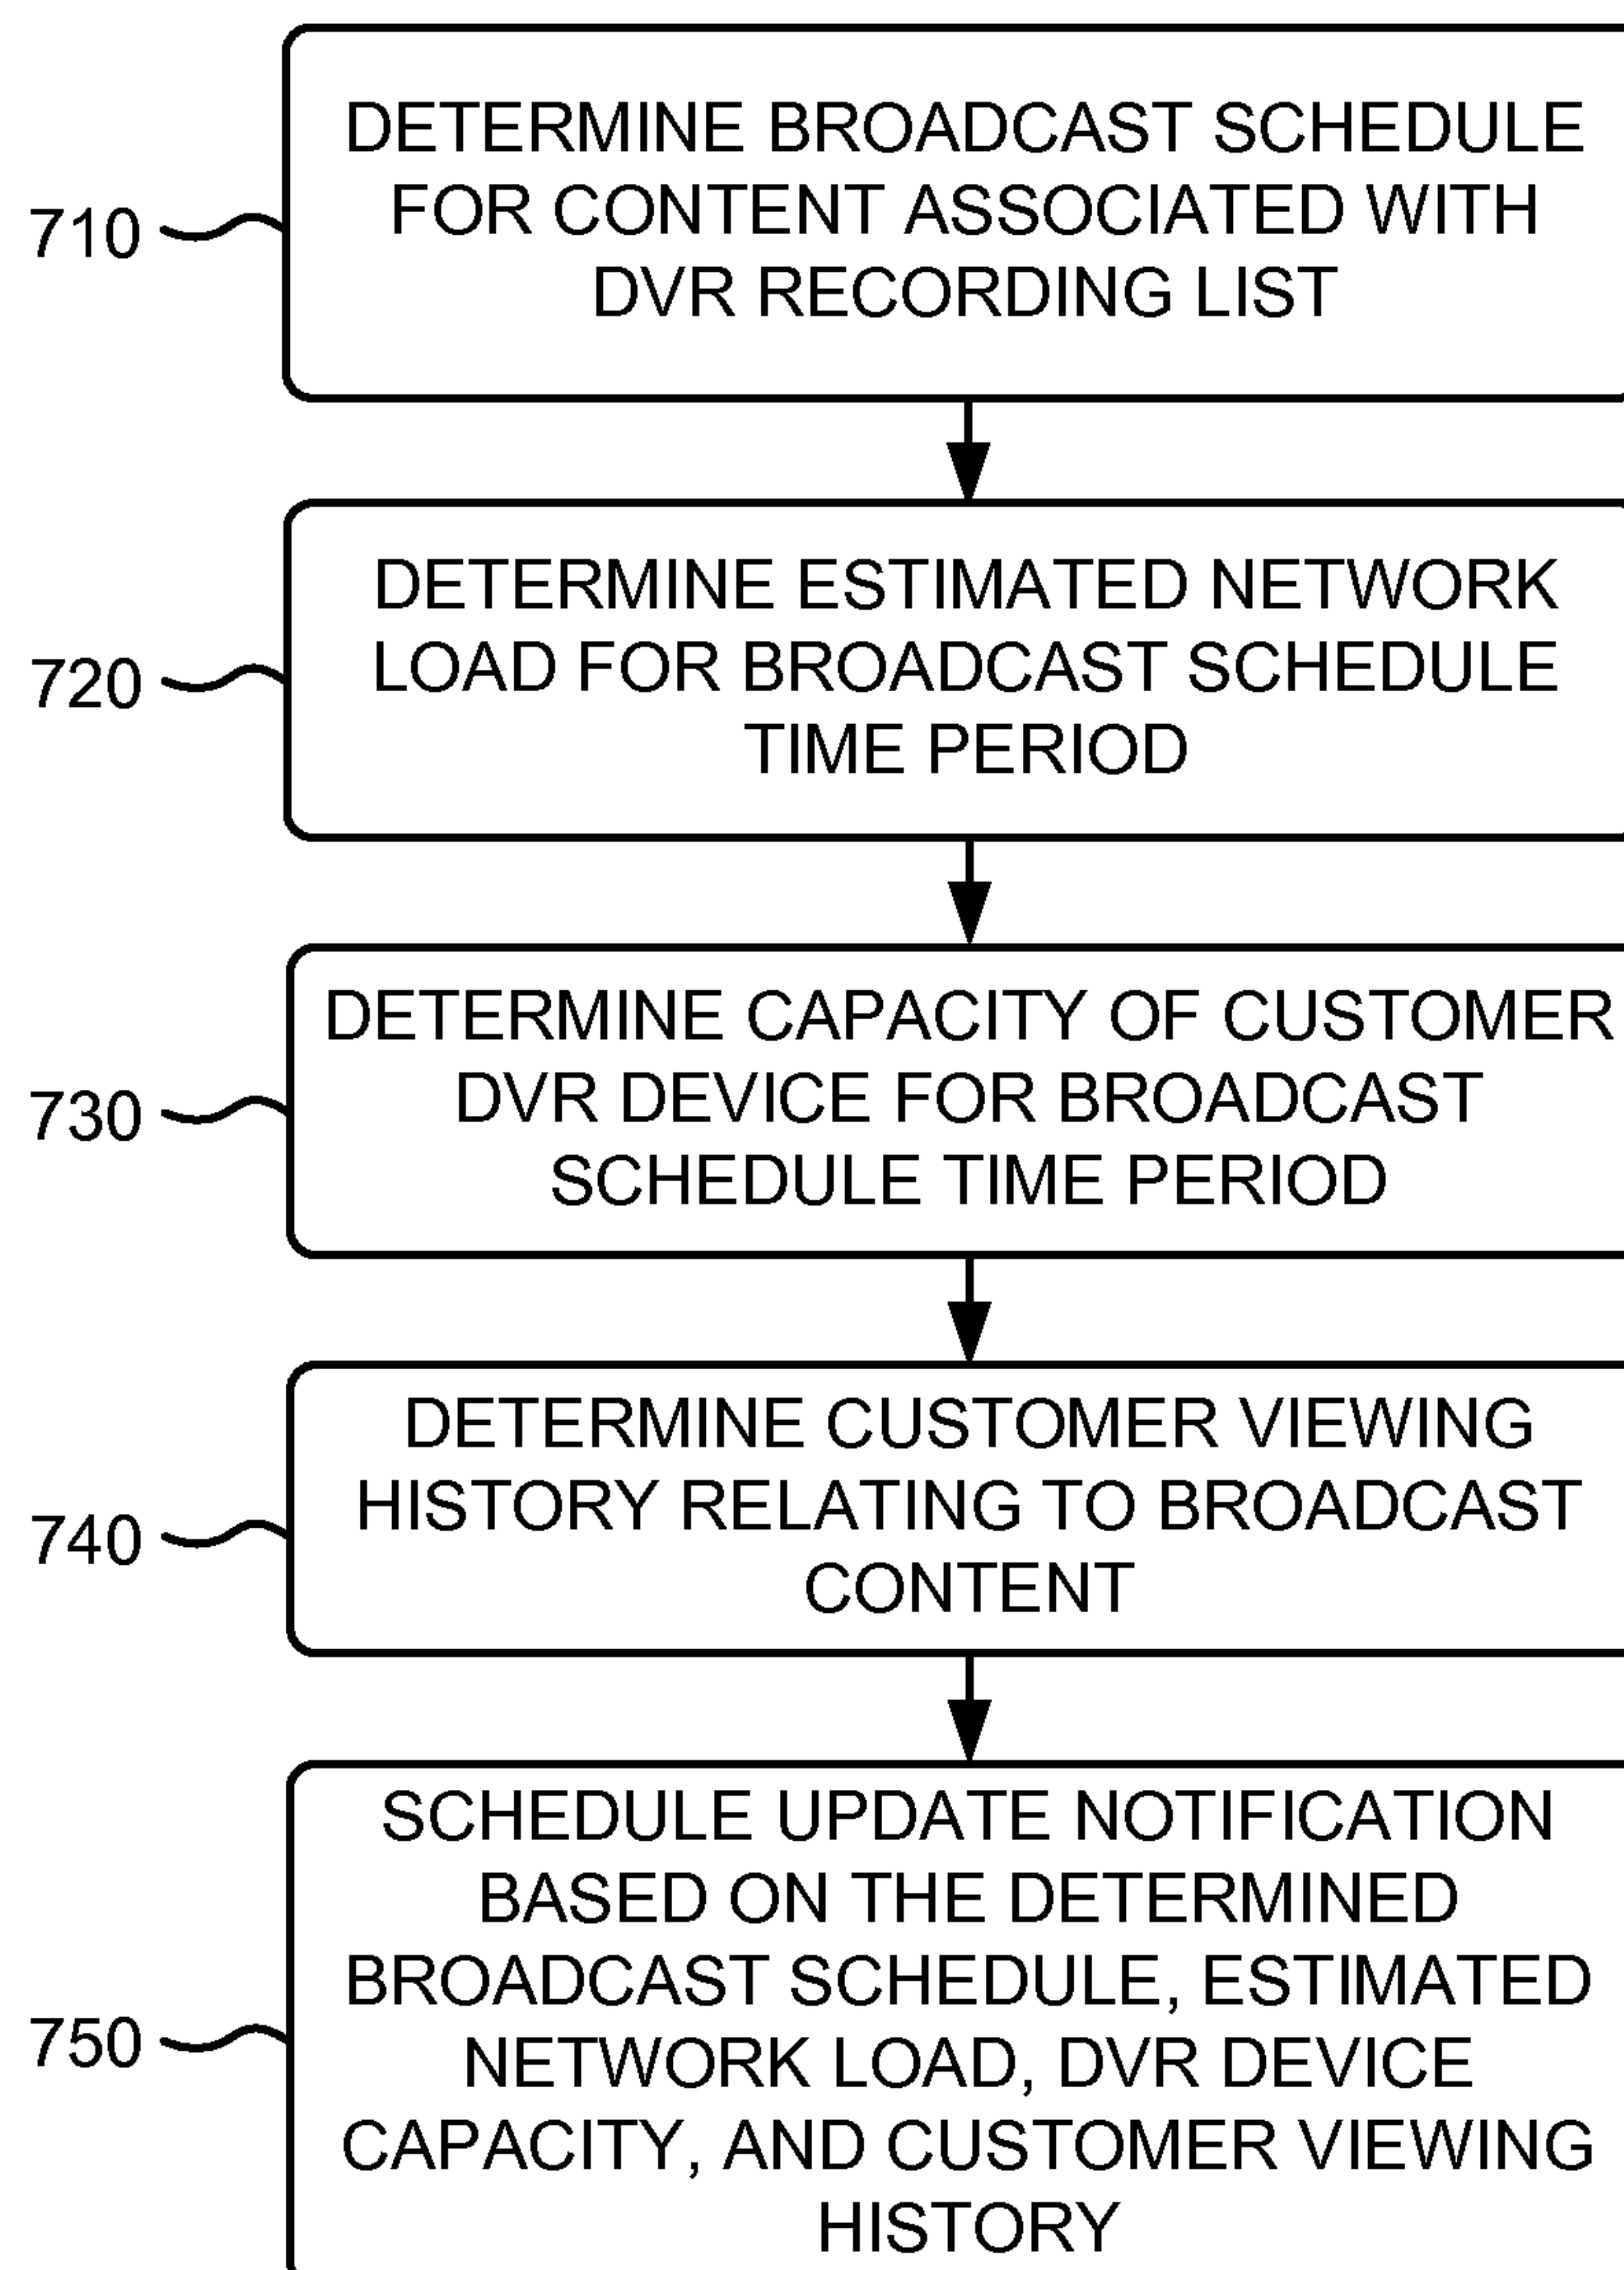 DETERMINE BROADCAST SCHEDULE
FOR CONTENT ASSOCIATED WITH
DVR RECORDING LIST
710
DETERMINE ESTIMATED NETWORK
LOAD FOR BROADCAST SCHEDULE
TIME PERIOD
720
DETERMINE CAPACITY OF CUSTOMER
DVR DEVICE FOR BROADCAST
SCHEDULE TIME PERIOD
730
DETERMINE CUSTOMER VIEWING
HISTORY RELATING TO BROADCAST
CONTENT
740
SCHEDULE UPDATE NOTIFICATION
BASED ON THE DETERMINED
BROADCAST SCHEDULE, ESTIMATED
NETWORK LOAD, DVR DEVICE
CAPACITY, AND CUSTOMER VIEWING
HISTORY
750